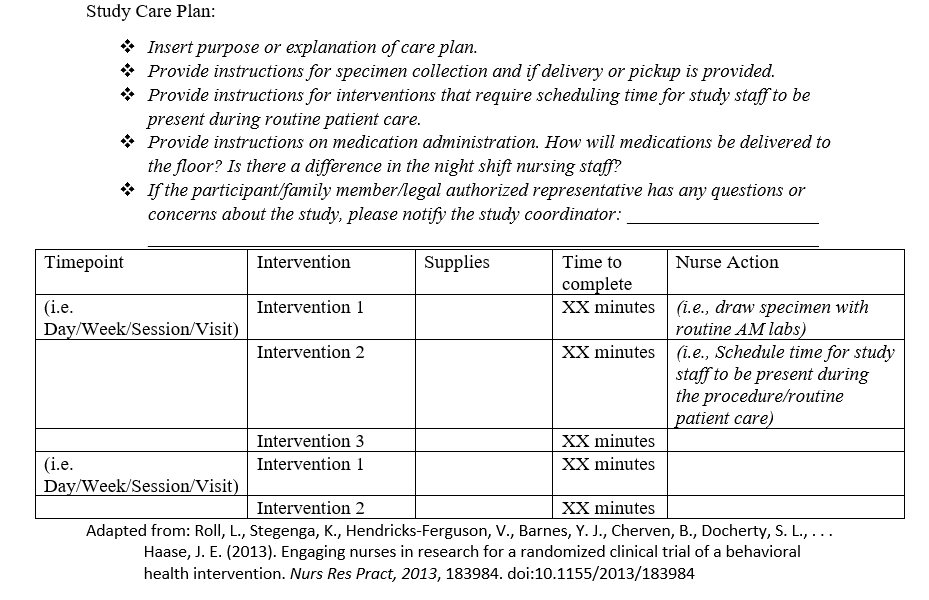 Study Care Plan:
❖ Insert purpose or explanation of care plan.
❖ Provide instructions for specimen collection and if delivery or pickup is provided.
❖ Provide instructions for interventions that require scheduling time for study staff to be
present during routine patient care.
❖ Provide instructions on medication administration. How will medications be delivered to
the floor? Is there a difference in the night shift nursing staff?
❖ If the participant/family member/legal authorized representative has any questions or
concerns about the study, please notify the study coordinator: ____________________
Timepoint Intervention Supplies Time to complete Nurse Action
(i.e. Day/Week/Session/Visit) Intervention 1 XX minutes (i.e., draw specimen with routine AM labs)
Intervention 2 XX minutes (i.e., Schedule time for study staff to be present during the procedure/routine patient care)
Intervention 3 XX minutes
(i.e. Day/Week/Session/Visit) Intervention 1 XX minutes
Intervention 2 XX minutes
Adapted from: Roll, L., Stegenga, K., Hendricks-Ferguson, V., Barnes, Y. J., Cherven, B., Docherty, S. L., . . .
Haase, J. E. (2013). Engaging nurses in research for a randomized clinical trial of a behavioral
health intervention. Nurs Res Pract, 2013, 183984. doi:10.1155/2013/183984